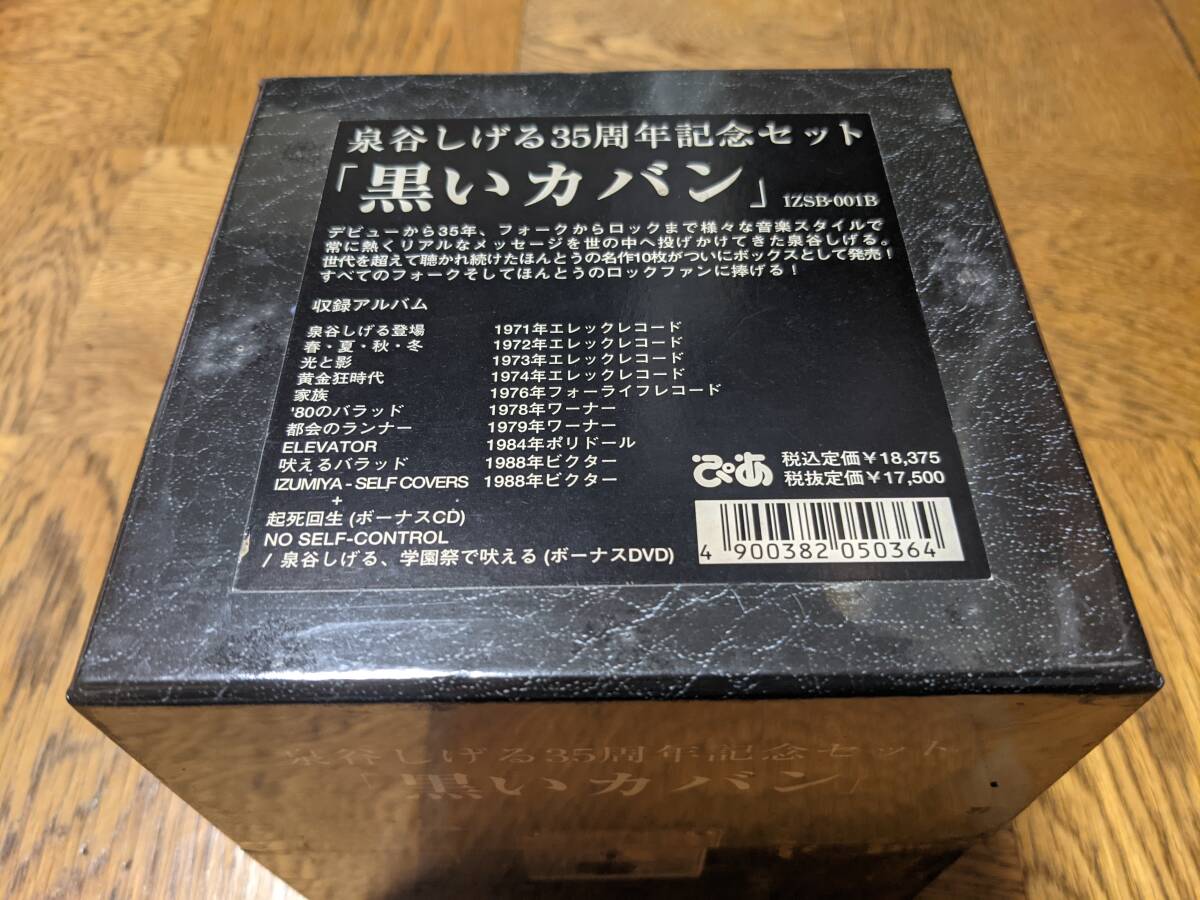 泉谷しげる35周年記念セット
「黒いカバン」 IZSB-001B
デビューから35年、フォークからロックまで様々な音楽スタイルで
常に熱くリアルなメッセージを世の中へ投げかけてきた泉谷しげる。
世代を超えて聴かれ続けたほんとうの名作10枚がついにボックスとして発売！
すべてのフォークそしてほんとうのロックファンに捧げる！
収録アルバム
泉谷しげる登場 1971年エレックレコード
春・夏・秋・冬 1972年エレックレコード
光と影 1973年エレックレコード
黄金狂時代 1974年エレックレコード
家族 1976年フォーライフレコード
'80のバラッド 1978年ワーナー
都会のランナー 1979年ワーナー
ELEVATOR 1984年ポリドール
吠えるバラッド 1988年ビクター
IZUMIYA - SELF COVERS 1988年ビクター
+
起死回生 (ボーナスCD)
NO SELF-CONTROL
/ 泉谷しげる、学園祭で吠える (ボーナスDVD)
ぴあ
税込定価￥18,375
税抜定価￥17,500
4 900382 050364
泉谷しげる35周年記念セット
「黒いカバン」